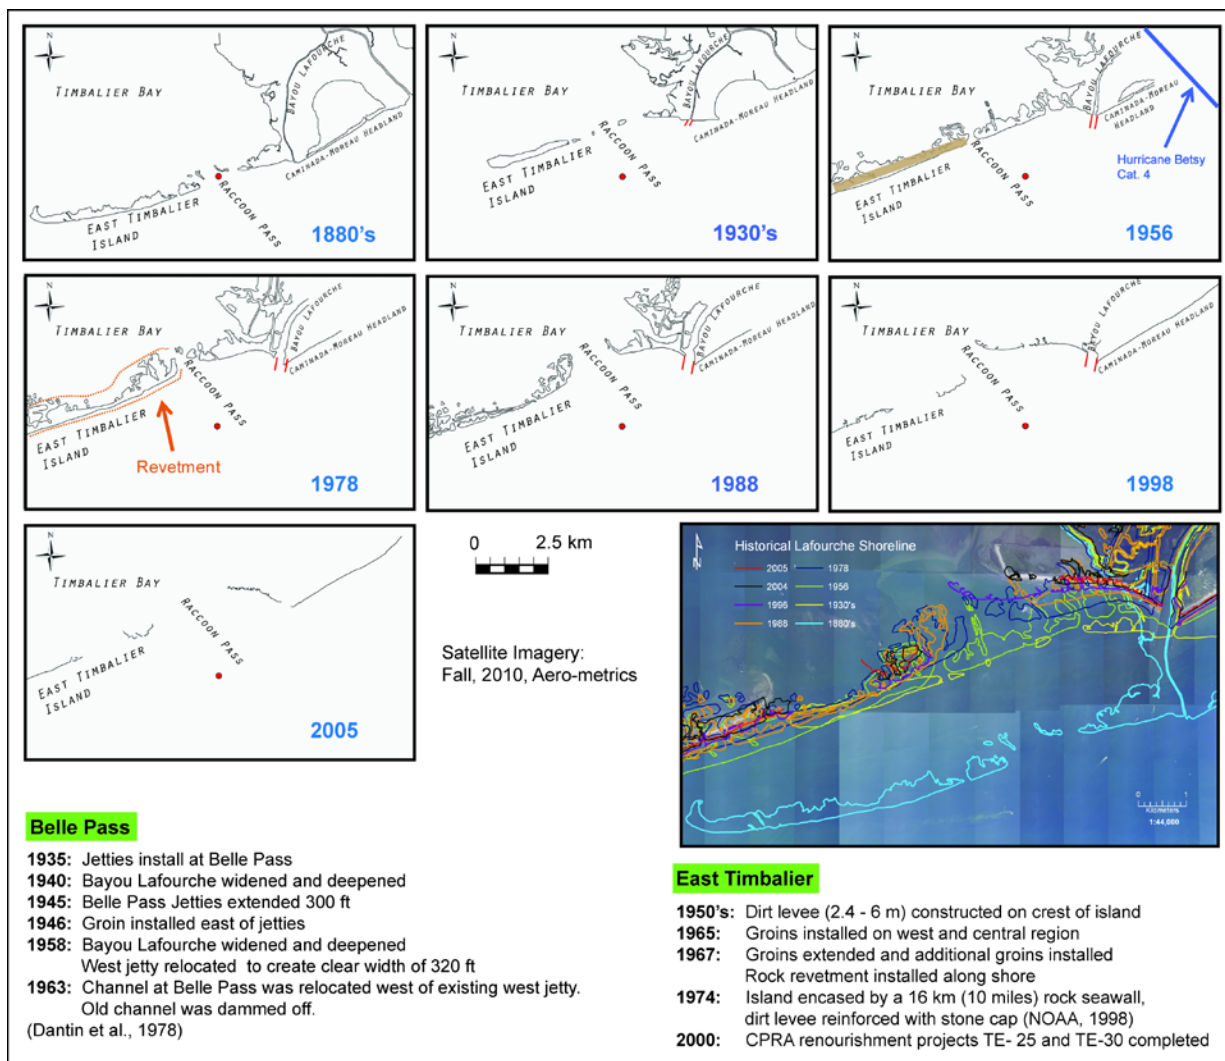 N
TIMBALIER BAY
BAYOU LAFOURCHE
CAMINADA-MOREAU HEADLAND
RACCOON PASS
EAST TIMBALIER
ISLAND
1880's
N
TIMBALIER BAY
BAYOU LAFOURCHE
CAMINADA-MOREAU HEADLAND
RACCOON PASS
EAST TIMBALIER
ISLAND
1930's
N
TIMBALIER BAY
BAYOU LAFOURCHE
CAMINADA-MOREAU
HEADLAND
Hurricane Betsy
Cat. 4
RACCOON PASS
EAST TIMBALIER
ISLAND
1956
N
TIMBALIER BAY
BAYOU LAFOURCHE
CAMINADA-MOREAU HEADLAND
RACCOON PASS
EAST TIMBALIER
ISLAND
Revetment
1978
N
TIMBALIER BAY
BAYOU LAFOURCHE
CAMINADA-MOREAU HEADLAND
RACCOON PASS
EAST TIMBALIER
ISLAND
1988
N
TIMBALIER BAY
BAYOU LAFOURCHE
CAMINADA-MOREAU HEADLAND
RACCOON PASS
EAST TIMBALIER
ISLAND
1998
N
TIMBALIER BAY
RACCOON PASS
EAST TIMBALIER
ISLAND
2005
0 2.5 km
Satellite Imagery:
Fall, 2010, Aero-metrics
N
Historical Lafourche Shoreline
2005 1978
2004 1956
1996 1930's
1988 1880's
0 1
Kilometers
1:44,000
Belle Pass
1935: Jetties install at Belle Pass
1940: Bayou Lafourche widened and deepened
1945: Belle Pass Jetties extended 300 ft
1946: Groin installed east of jetties
1958: Bayou Lafourche widened and deepened
West jetty relocated to create clear width of 320 ft
1963: Channel at Belle Pass was relocated west of existing west jetty.
Old channel was dammed off.
(Dantin et al., 1978)
East Timbalier
1950's: Dirt levee (2.4 - 6 m) constructed on crest of island
1965: Groins installed on west and central region
1967: Groins extended and additional groins installed
Rock revetment installed along shore
1974: Island encased by a 16 km (10 miles) rock seawall,
dirt levee reinforced with stone cap (NOAA, 1998)
2000: CPRA renourishment projects TE- 25 and TE-30 completed